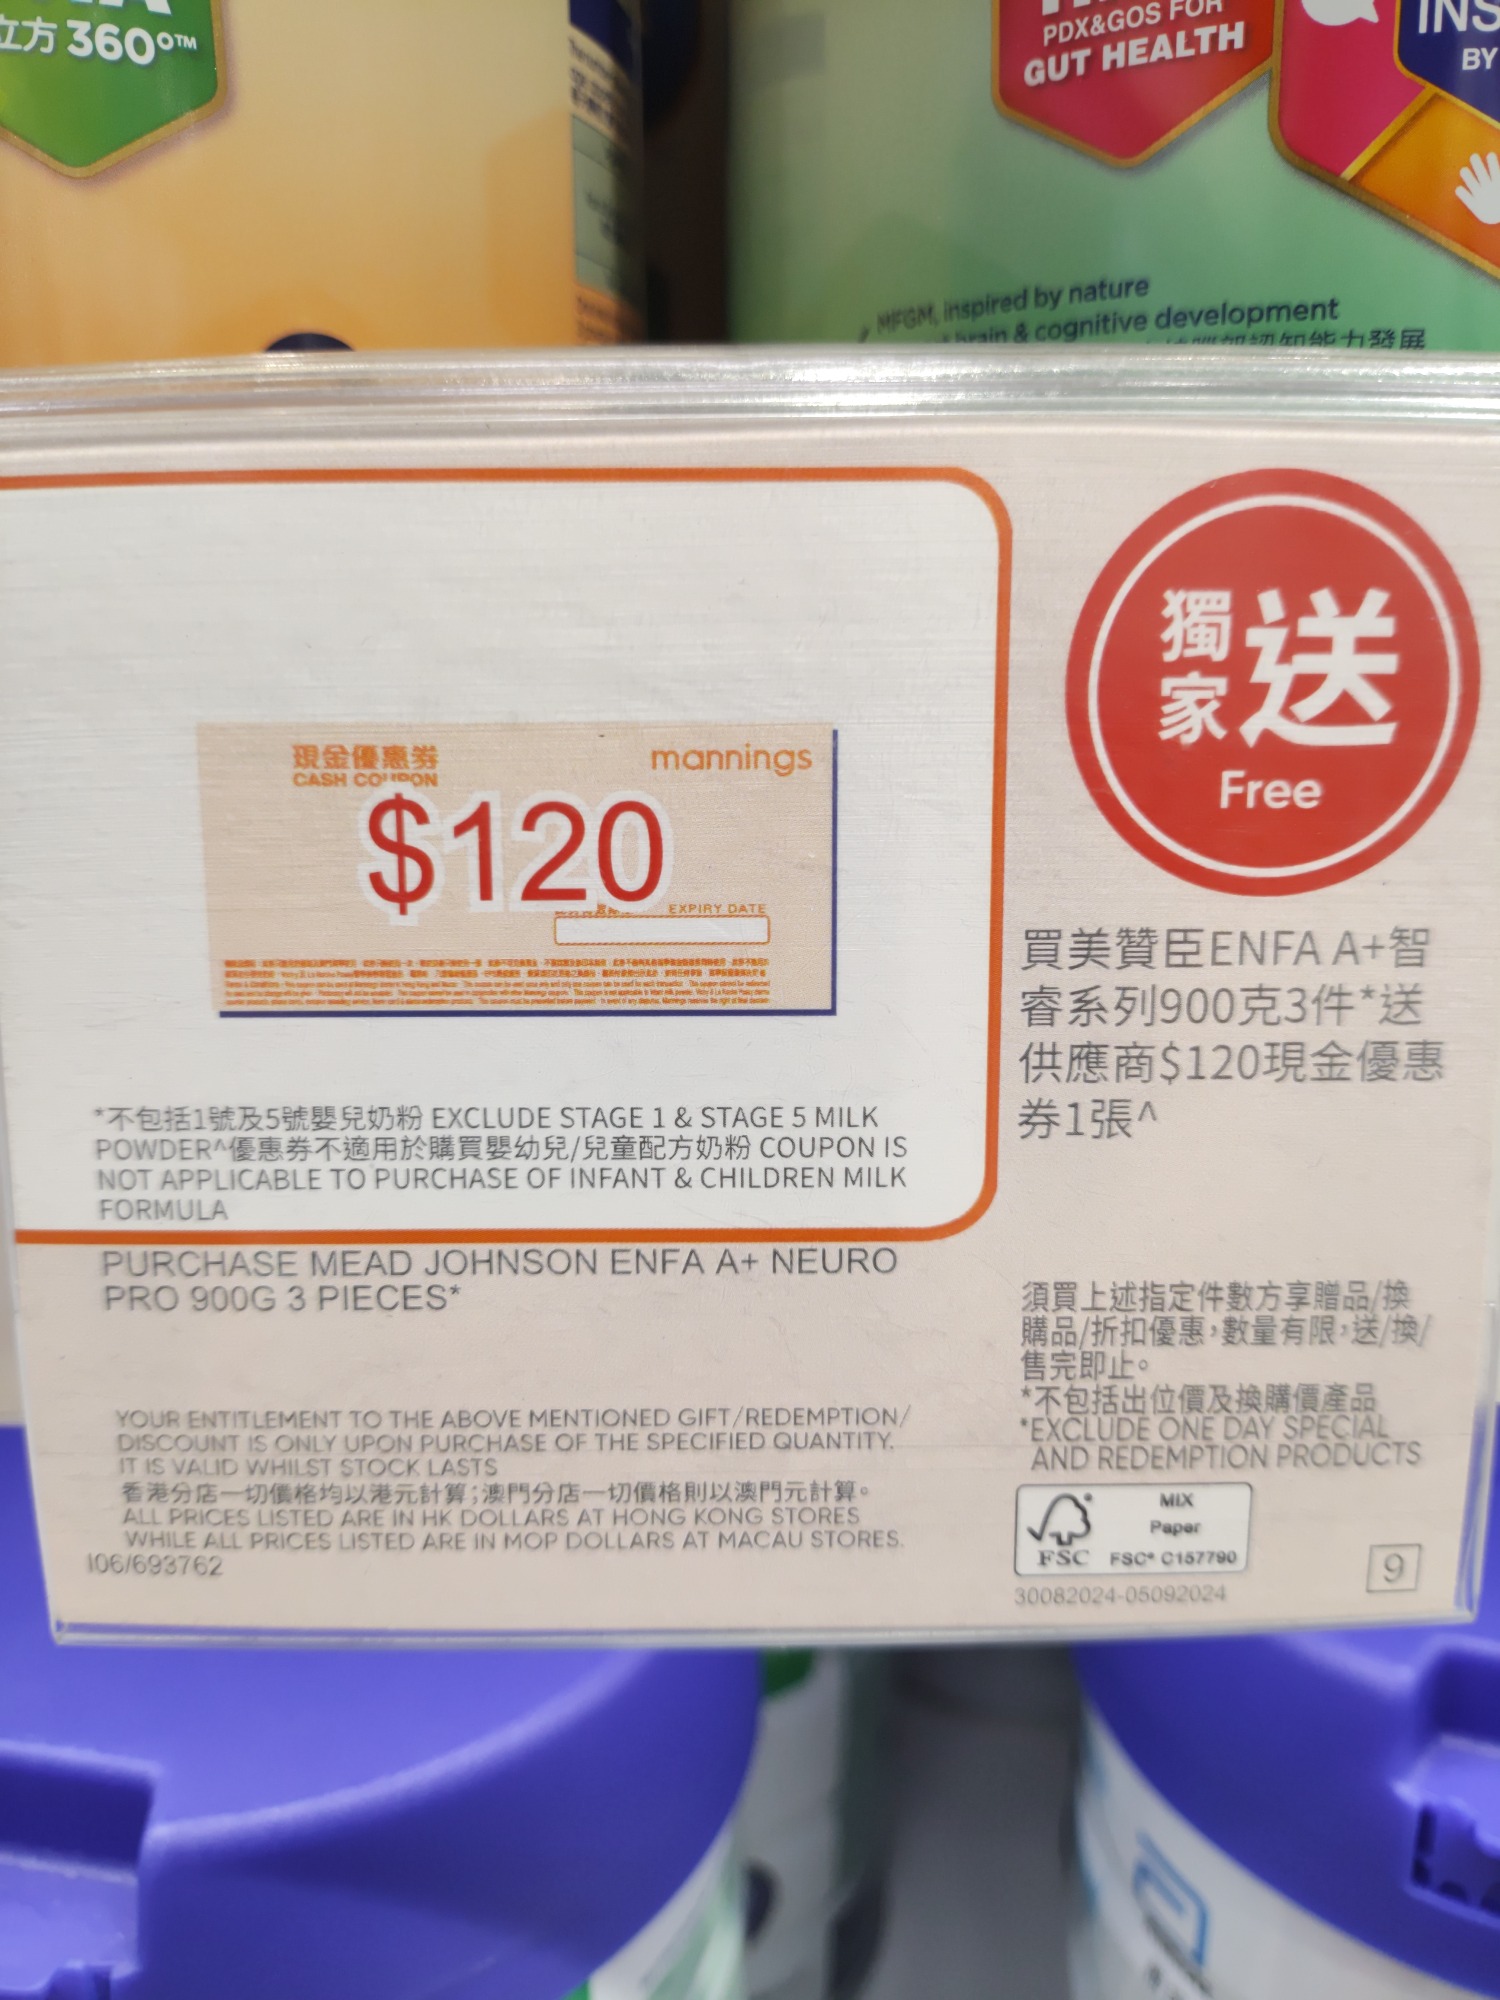 立方360°™
PDX&GOS FOR
GUT HEALTH
INS
BY
MFGM, inspired by nature
brain & cognitive development
認知能力發展
現金優惠券
CASH COUPON
mannings
$120
EXPIRY DATE
獨家送
Free
買美贊臣ENFA A+智
睿系列900克3件*送
供應商$120現金優惠
券1張^
*不包括1號及5號嬰兒奶粉 EXCLUDE STAGE 1 & STAGE 5 MILK
POWDER^優惠券不適用於購買嬰幼兒/兒童配方奶粉 COUPON IS
NOT APPLICABLE TO PURCHASE OF INFANT & CHILDREN MILK
FORMULA
PURCHASE MEAD JOHNSON ENFA A+ NEURO
PRO 900G 3 PIECES*
須買上述指定件數方享贈品/換
購品/折扣優惠，數量有限，送/換/
售完即止。
*不包括出位價及換購價產品
*EXCLUDE ONE DAY SPECIAL
AND REDEMPTION PRODUCTS
YOUR ENTITLEMENT TO THE ABOVE MENTIONED GIFT/REDEMPTION/
DISCOUNT IS ONLY UPON PURCHASE OF THE SPECIFIED QUANTITY.
IT IS VALID WHILST STOCK LASTS
香港分店一切價格均以港元計算；澳門分店一切價格則以澳門元計算。
ALL PRICES LISTED ARE IN HK DOLLARS AT HONG KONG STORES
WHILE ALL PRICES LISTED ARE IN MOP DOLLARS AT MACAU STORES.
I06/693762
FSC
MIX
Paper
FSC® C157790
30082024-05092024
9